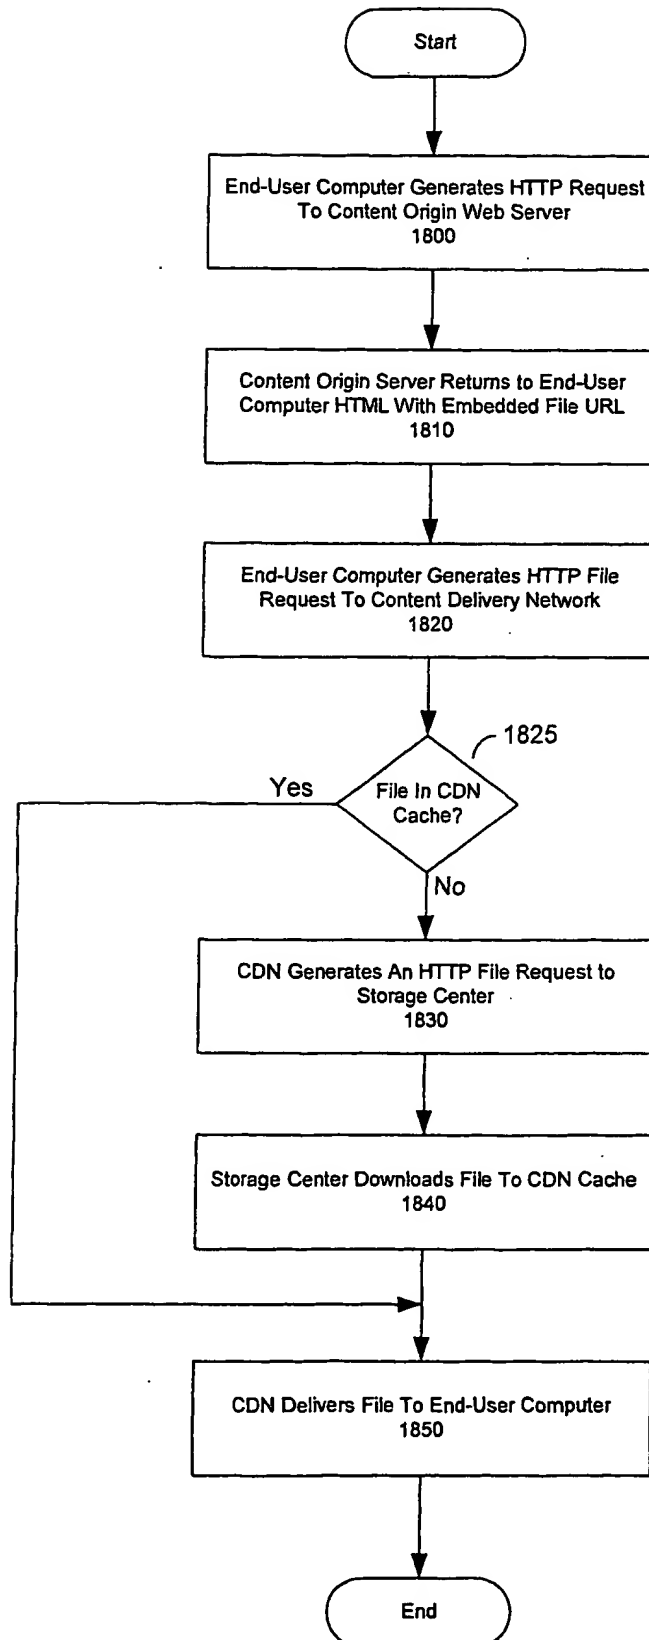 Start
End-User Computer Generates HTTP Request
To Content Origin Web Server
1800
Content Origin Server Returns to End-User
Computer HTML With Embedded File URL
1810
End-User Computer Generates HTTP File
Request To Content Delivery Network
1820
1825
Yes
File In CDN
Cache?
No
CDN Generates An HTTP File Request to
Storage Center
1830
Storage Center Downloads File To CDN Cache
1840
CDN Delivers File To End-User Computer
1850
End